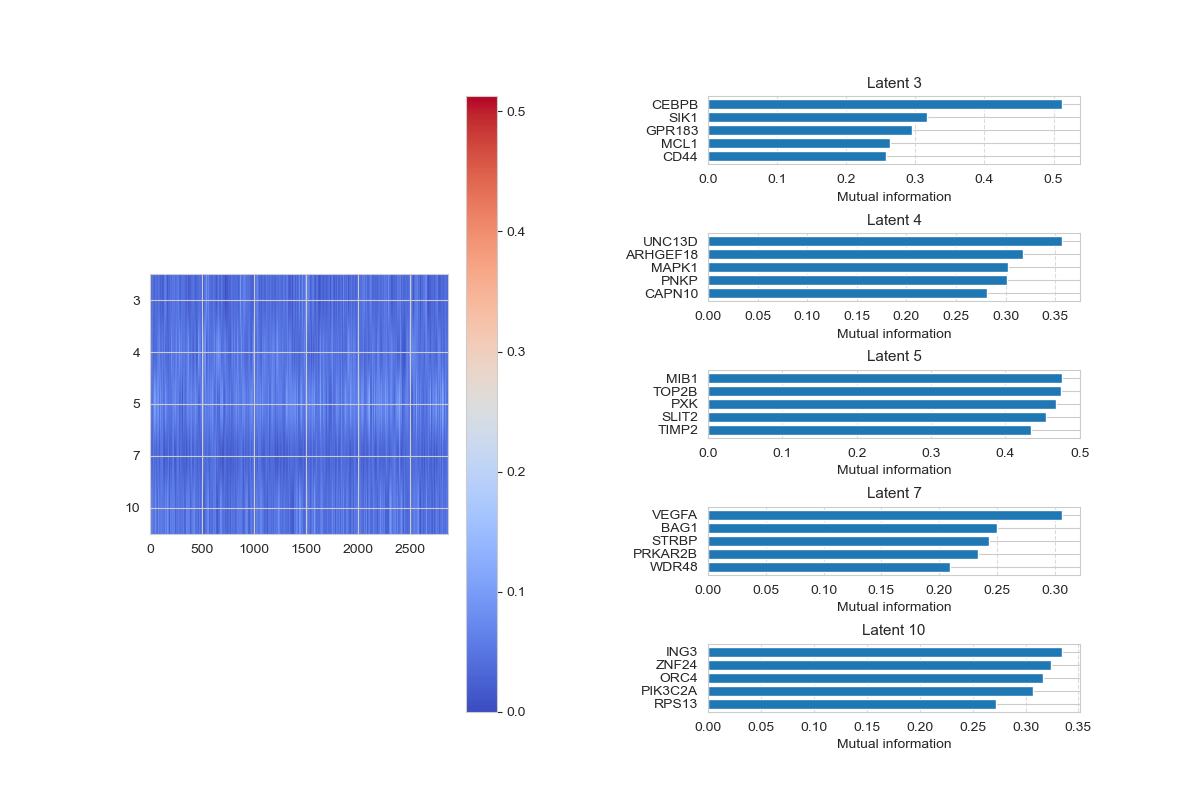 3
4
5
7
10
0 500 1000 1500 2000 2500
0.5
0.4
0.3
0.2
0.1
0.0
Latent 3
CEBPB
SIK1
GPR183
MCL1
CD44
0.0 0.1 0.2 0.3 0.4 0.5
Mutual information
Latent 4
UNC13D
ARHGEF18
MAPK1
PNKP
CAPN10
0.00 0.05 0.10 0.15 0.20 0.25 0.30 0.35
Mutual information
Latent 5
MIB1
TOP2B
PXK
SLIT2
TIMP2
0.0 0.1 0.2 0.3 0.4 0.5
Mutual information
Latent 7
VEGFA
BAG1
STRBP
PRKAR2B
WDR48
0.00 0.05 0.10 0.15 0.20 0.25 0.30
Mutual information
Latent 10
ING3
ZNF24
ORC4
PIK3C2A
RPS13
0.00 0.05 0.10 0.15 0.20 0.25 0.30 0.35
Mutual information